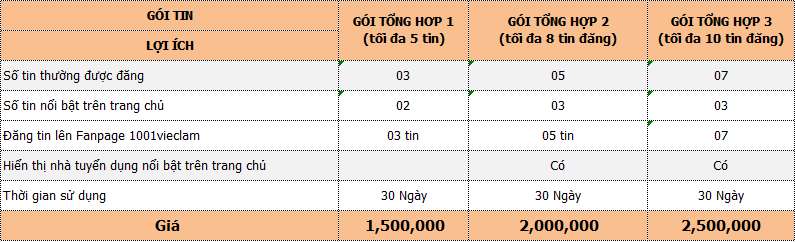 GÓI TIN
LỢI ÍCH
GÓI TỔNG HƠP 1
(tối đa 5 tin)
GÓI TỔNG HƠP 2
(tối đa 8 tin đăng)
GÓI TỔNG HƠP 3
(tối đa 10 tin đăng)
Số tin thường được đăng 03 05 07
Số tin nổi bật trên trang chủ 02 03 03
Đăng tin lên Fanpage 1001vieclam 03 tin 05 tin 07
Hiển thị nhà tuyển dụng nổi bật trên trang chủ Có Có
Thời gian sử dụng 30 Ngày 30 Ngày 30 Ngày
Giá 1,500,000 2,000,000 2,500,000